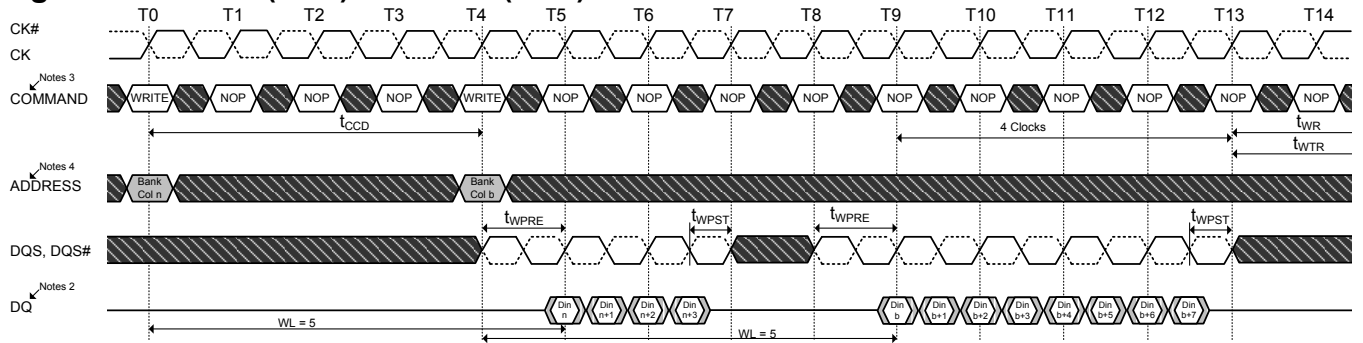 T0 T1 T2 T3 T4 T5 T6 T7 T8 T9 T10 T11 T12 T13 T14
CK#
CK
Notes 3
COMMAND WRITE NOP NOP NOP WRITE NOP NOP NOP NOP NOP NOP NOP NOP NOP NOP
tCCD 4 Clocks tWR
tWTR
Notes 4
ADDRESS Bank Col n Bank Col b
tWPRE tWPST tWPRE tWPST
DQS, DQS#
Notes 2
DQ Din n Din n+1 Din n+2 Din n+3 Din b Din b+1 Din b+2 Din b+3 Din b+4 Din b+5 Din b+6 Din b+7
WL = 5 WL = 5